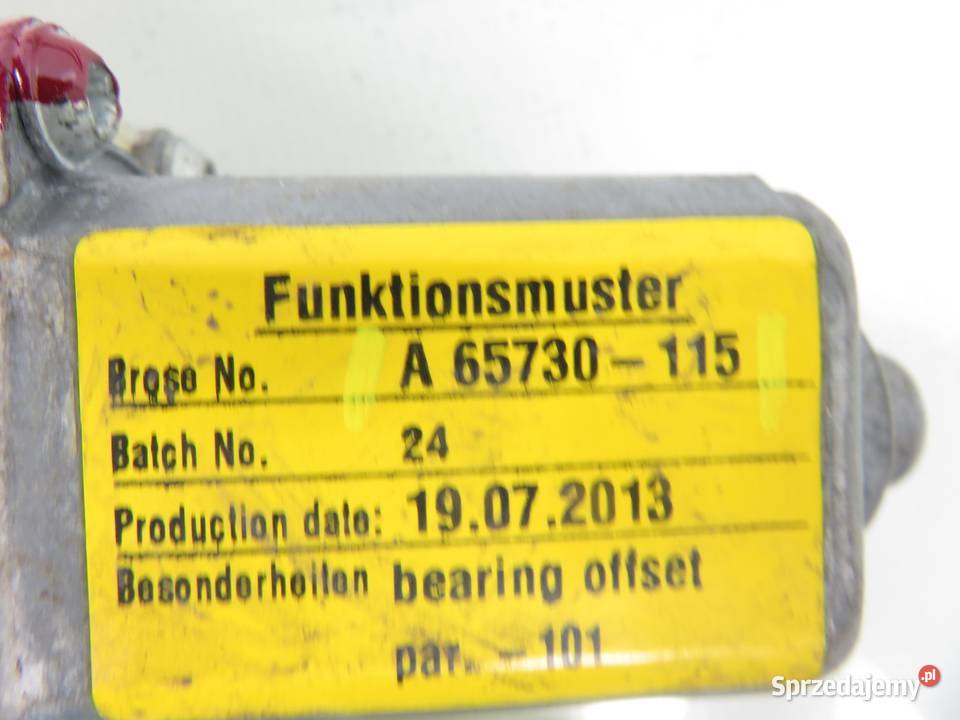 Funktionsmuster
Brose No. A 65730-115
Batch No. 24
Production date: 19.07.2013
Besonderheiten bearing offset
par. -101
Sprzedajemy.pl